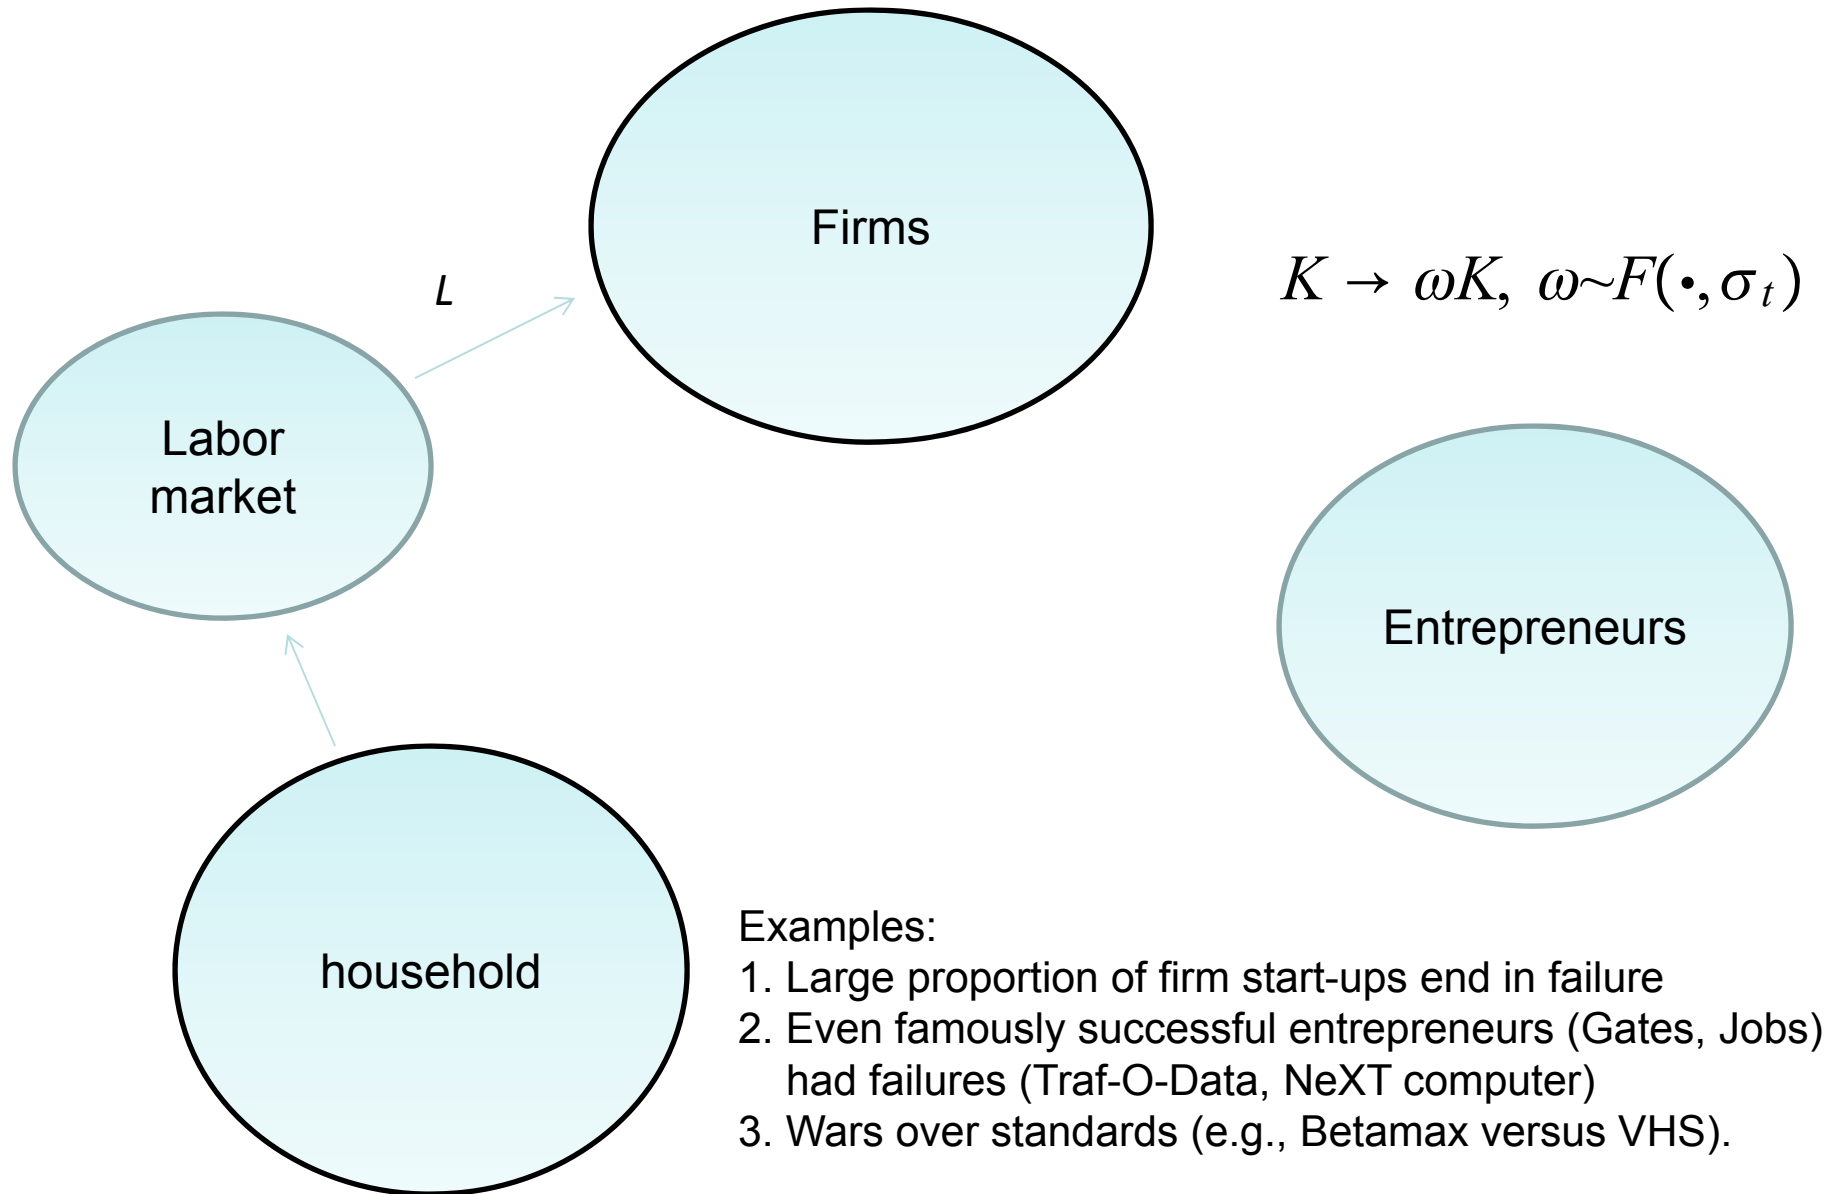 Firms
K → ωK, ω~F(•,σ_t)
L
Labor
market
Entrepreneurs
household
Examples:
1. Large proportion of firm start-ups end in failure
2. Even famously successful entrepreneurs (Gates, Jobs)
had failures (Traf-O-Data, NeXT computer)
3. Wars over standards (e.g., Betamax versus VHS).